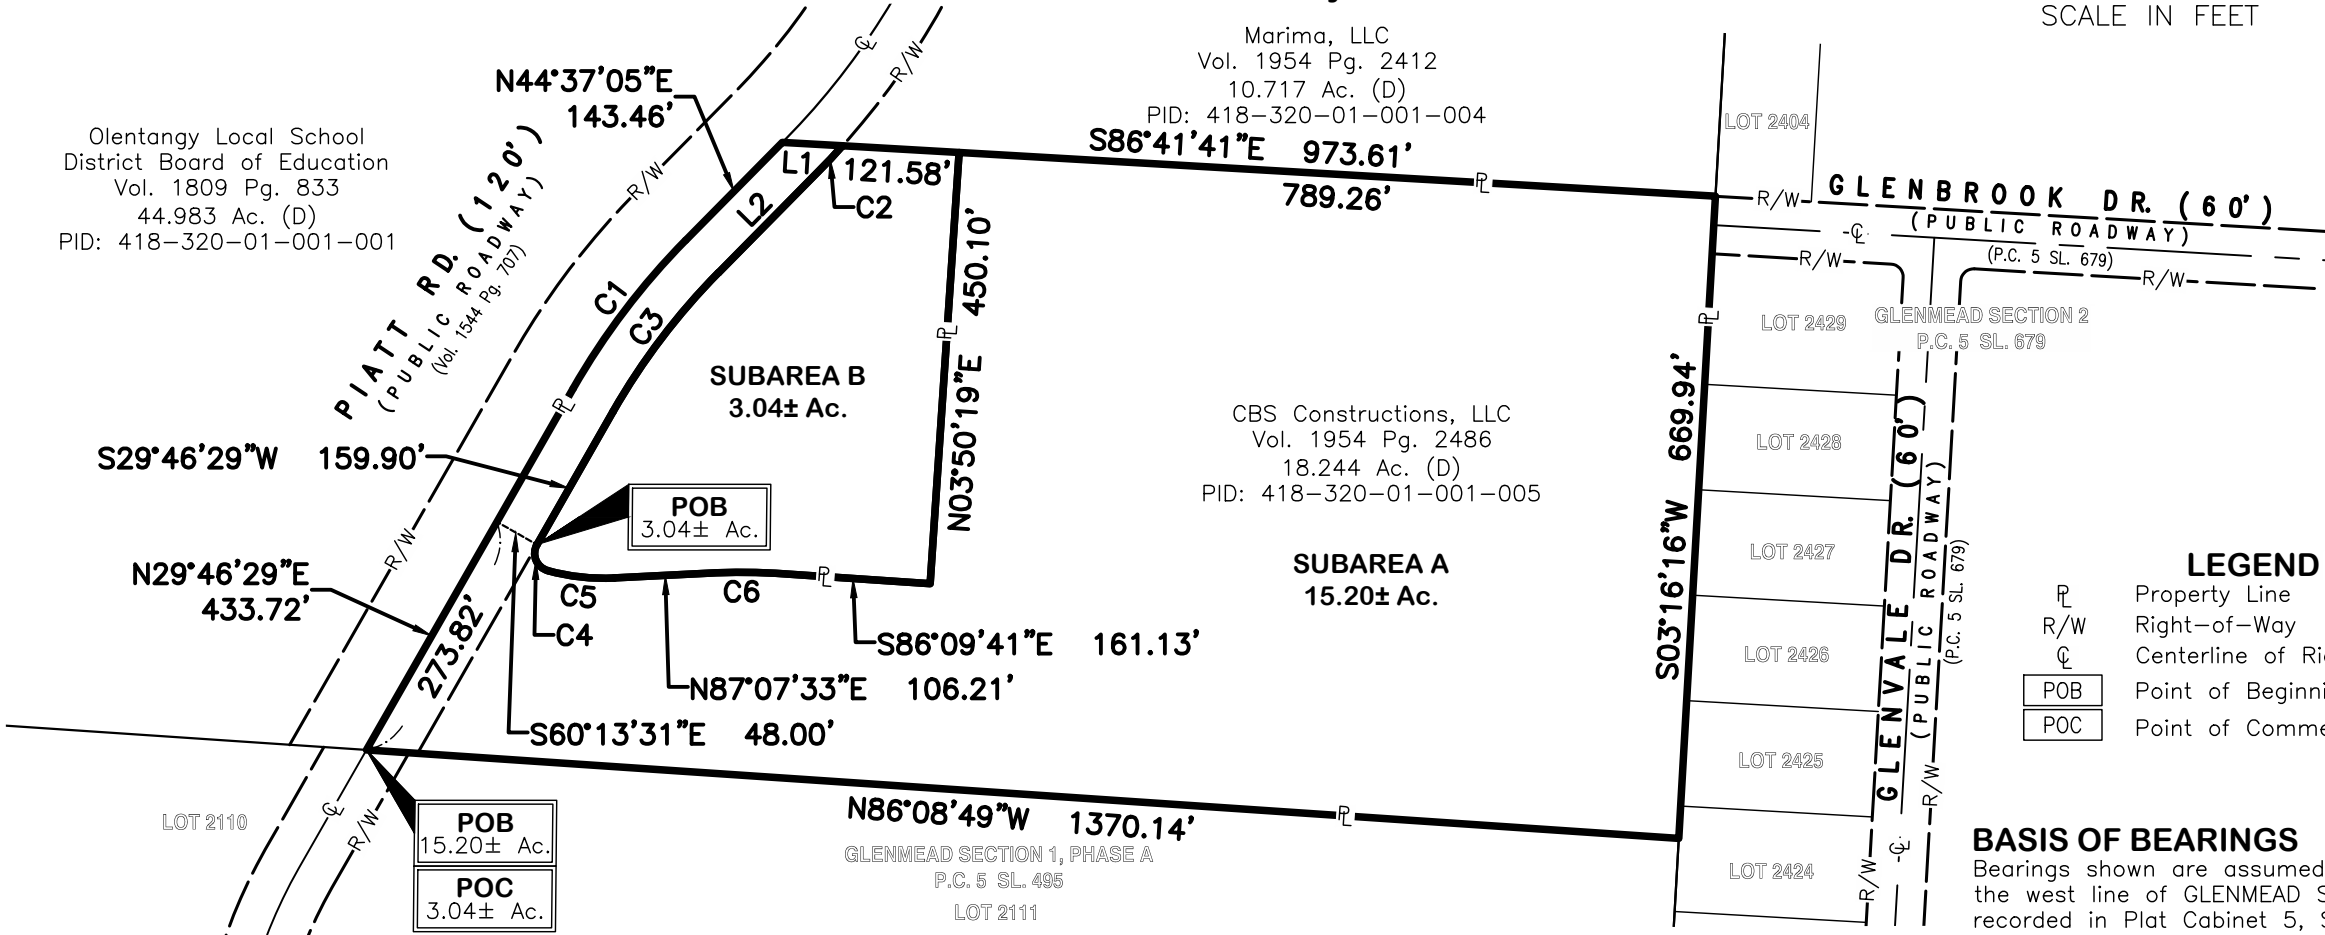 SCALE IN FEET
Marima, LLC
Vol. 1954 Pg. 2412
10.717 Ac. (D)
PID: 418-320-01-001-004
N44°37'05"E
143.46'
Olentangy Local School
District Board of Education
Vol. 1809 Pg. 833
44.983 Ac. (D)
PID: 418-320-01-001-001
PIATT RD. (120')
(PUBLIC ROADWAY)
(Vol. 1544 Pg. 707)
R/W
R/W
℄
S86°41'41"E 973.61'
789.26'
L1
121.58'
L2
C2
C1
C3
℄
R/W
R/W
R/W
℄
R/W
LOT 2404
GLENBROOK DR. (60')
(PUBLIC ROADWAY)
(P.C. 5 SL. 679)
R/W
R/W
R/W
℄
LOT 2429
GLENMEAD SECTION 2
P.C. 5 SL. 679
LOT 2428
LOT 2427
LOT 2426
LOT 2425
LOT 2424
GLENVALE DR. (60')
(PUBLIC ROADWAY)
(P.C. 5 SL. 679)
R/W
R/W
N03°50'19"E 450.10'
SUBAREA B
3.04± Ac.
CBS Constructions, LLC
Vol. 1954 Pg. 2486
18.244 Ac. (D)
PID: 418-320-01-001-005
SUBAREA A
15.20± Ac.
S03°16'16"W 669.94'
S29°46'29"W 159.90'
POB
3.04± Ac.
N29°46'29"E
433.72'
273.82'
C5
C6
C4
S86°09'41"E 161.13'
N87°07'33"E 106.21'
S60°13'31"E 48.00'
N86°08'49"W 1370.14'
GLENMEAD SECTION 1, PHASE A
P.C. 5 SL. 495
LOT 2111
LOT 2110
POB
15.20± Ac.
POC
3.04± Ac.
LEGEND
PL Property Line
R/W Right-of-Way
℄ Centerline of Ri
POB Point of Beginni
POC Point of Comme
BASIS OF BEARINGS
Bearings shown are assumed
the west line of GLENMEAD S
recorded in Plat Cabinet 5, S